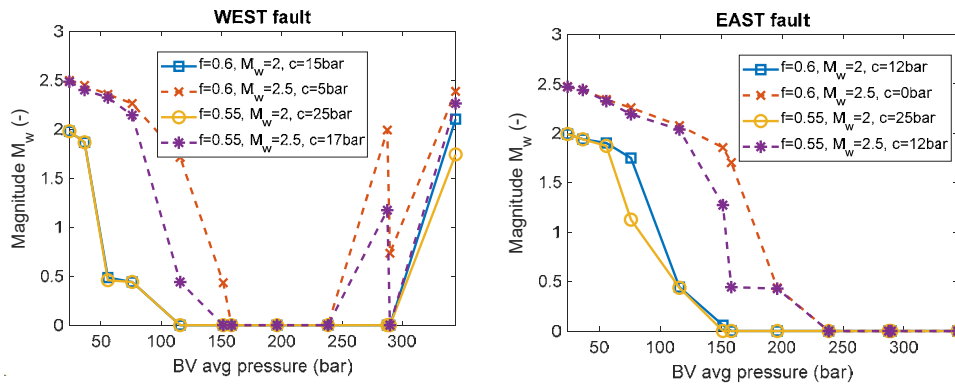 WEST fault
3
2.5
2
1.5
1
0.5
0
Magnitude M_w (-)
f=0.6, M_w=2, c=15bar
f=0.6, M_w=2.5, c=5bar
f=0.55, M_w=2, c=25bar
f=0.55, M_w=2.5, c=17bar
50 100 150 200 250 300
BV avg pressure (bar)
EAST fault
3
2.5
2
1.5
1
0.5
0
Magnitude M_w (-)
f=0.6, M_w=2, c=12bar
f=0.6, M_w=2.5, c=0bar
f=0.55, M_w=2, c=25bar
f=0.55, M_w=2.5, c=12bar
50 100 150 200 250 300
BV avg pressure (bar)